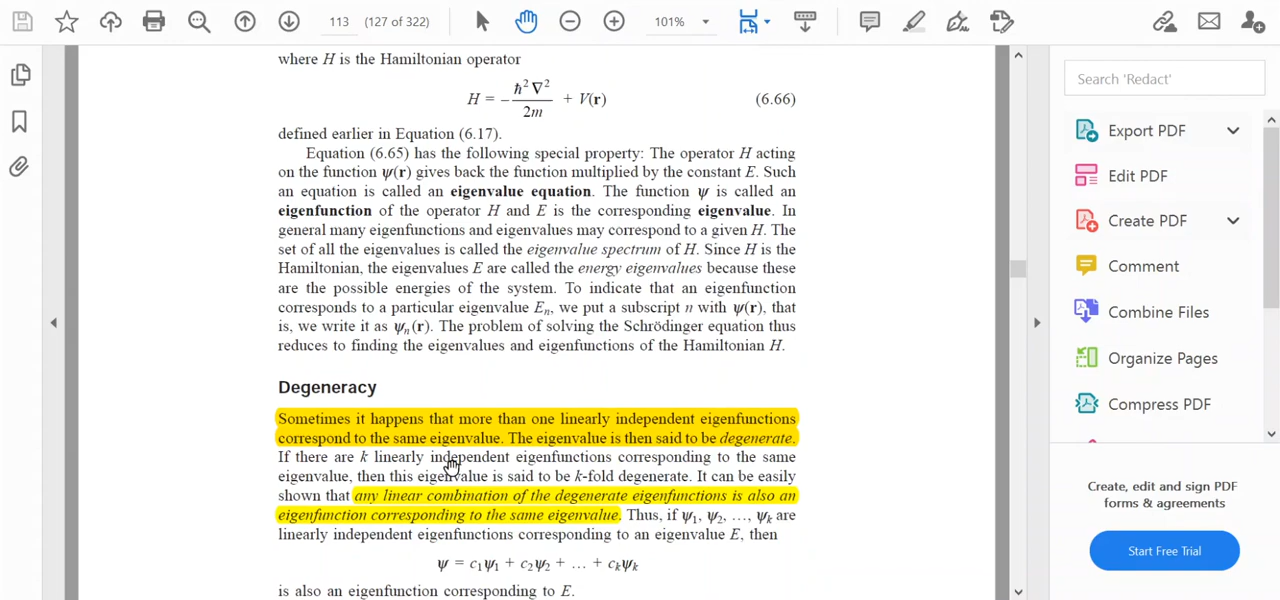 113 (127 of 322) 101%
where H is the Hamiltonian operator
H = - ħ² ∇² / 2m + V(r) (6.66)
defined earlier in Equation (6.17).
Equation (6.65) has the following special property: The operator H acting
on the function ψ(r) gives back the function multiplied by the constant E. Such
an equation is called an eigenvalue equation. The function ψ is called an
eigenfunction of the operator H and E is the corresponding eigenvalue. In
general many eigenfunctions and eigenvalues may correspond to a given H. The
set of all the eigenvalues is called the eigenvalue spectrum of H. Since H is the
Hamiltonian, the eigenvalues E are called the energy eigenvalues because these
are the possible energies of the system. To indicate that an eigenfunction
corresponds to a particular eigenvalue Eₙ, we put a subscript n with ψ(r), that
is, we write it as ψₙ(r). The problem of solving the Schrödinger equation thus
reduces to finding the eigenvalues and eigenfunctions of the Hamiltonian H.
Degeneracy
Sometimes it happens that more than one linearly independent eigenfunctions
correspond to the same eigenvalue. The eigenvalue is then said to be degenerate.
If there are k linearly independent eigenfunctions corresponding to the same
eigenvalue, then this eigenvalue is said to be k-fold degenerate. It can be easily
shown that any linear combination of the degenerate eigenfunctions is also an
eigenfunction corresponding to the same eigenvalue. Thus, if ψ₁, ψ₂, ..., ψₖ are
linearly independent eigenfunctions corresponding to an eigenvalue E, then
ψ = c₁ψ₁ + c₂ψ₂ + ... + cₖψₖ
is also an eigenfunction corresponding to E.
Search 'Redact'
Export PDF
Edit PDF
Create PDF
Comment
Combine Files
Organize Pages
Compress PDF
Create, edit and sign PDF
forms & agreements
Start Free Trial